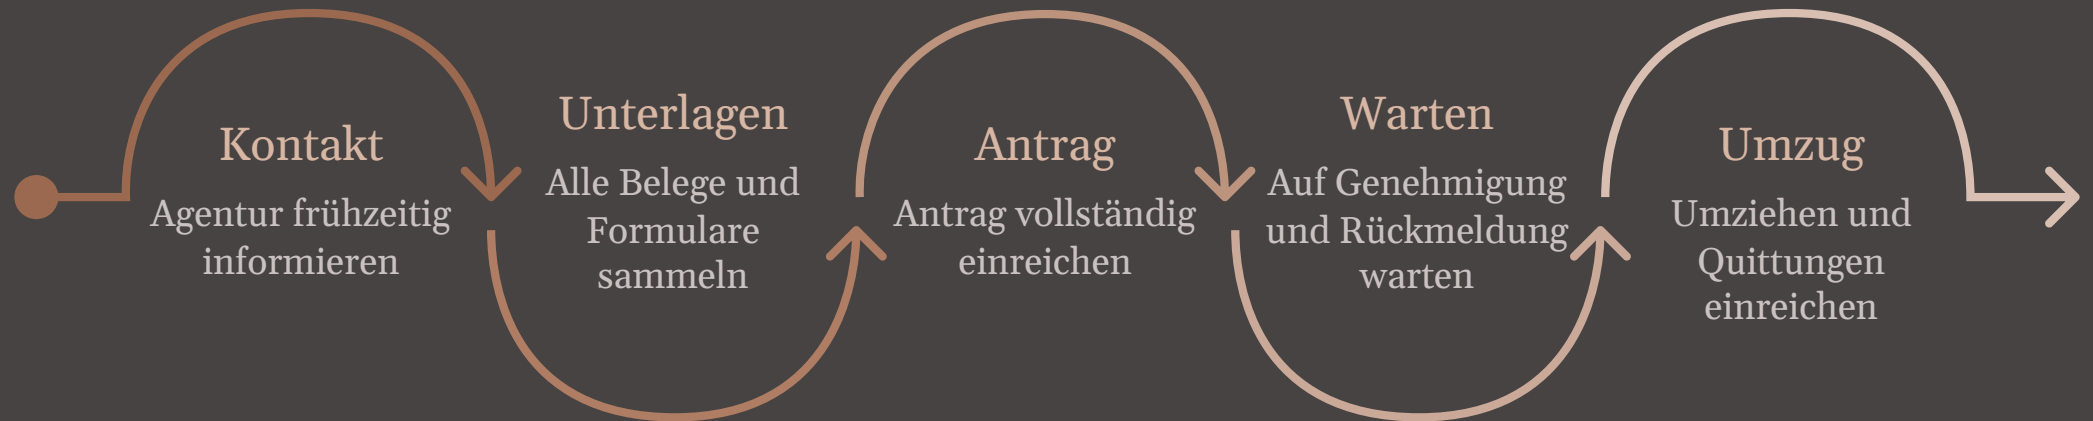 Kontakt
Agentur frühzeitig
informieren
Unterlagen
Alle Belege und
Formulare
sammeln
Antrag
Antrag vollständig
einreichen
Warten
Auf Genehmigung
und Rückmeldung
warten
Umzug
Umziehen und
Quittungen
einreichen